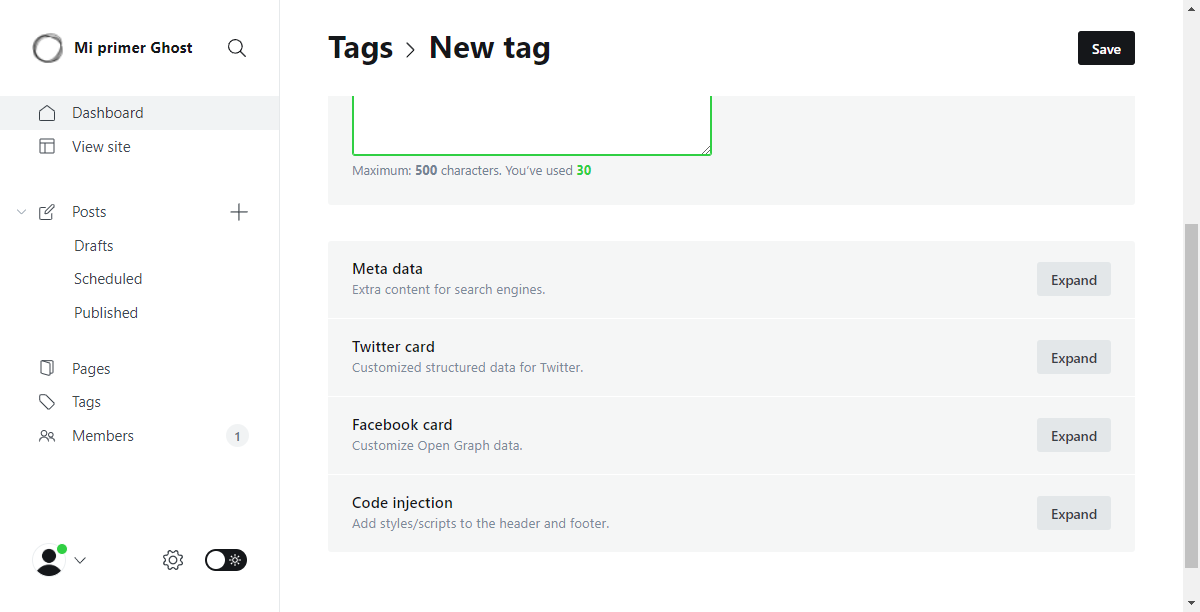 Mi primer Ghost
Dashboard
View site
Posts
Drafts
Scheduled
Published
Pages
Tags
Members
1
Tags > New tag
Save
Maximum: 500 characters. You've used 30
Meta data
Extra content for search engines.
Expand
Twitter card
Customized structured data for Twitter.
Expand
Facebook card
Customize Open Graph data.
Expand
Code injection
Add styles/scripts to the header and footer.
Expand